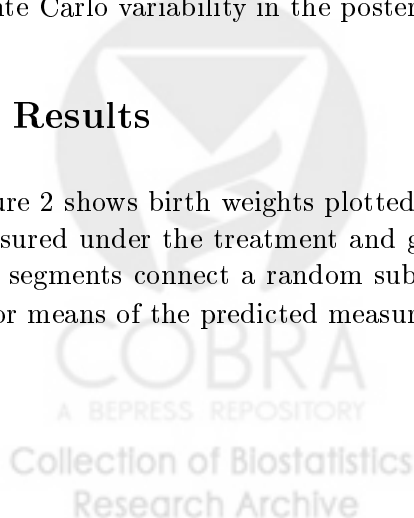 nte Carlo variability in the poster
Results
ure 2 shows birth weights plotted
sured under the treatment and g
segments connect a random sub
or means of the predicted measur
COBRA
A BEPRESS REPOSITORY
Collection of Biostatistics
Research Archive